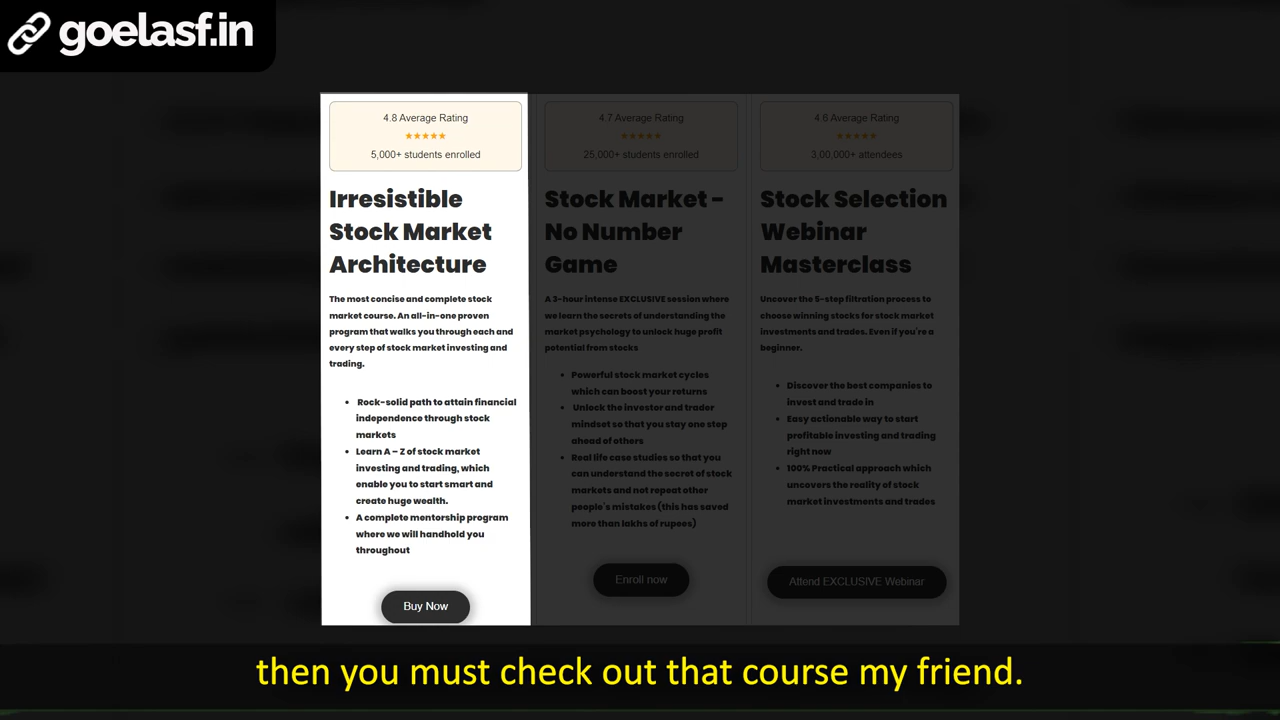 goelasf.in
4.8 Average Rating
★★★★★
5,000+ students enrolled
Irresistible
Stock Market
Architecture
The most concise and complete stock
market course. An all-in-one proven
program that walks you through each and
every step of stock market investing and
trading.
• Rock-solid path to attain financial
independence through stock
markets
• Learn A – Z of stock market
investing and trading, which
enable you to start smart and
create huge wealth.
• A complete mentorship program
where we will handhold you
throughout
Buy Now
4.7 Average Rating
★★★★★
25,000+ students enrolled
Stock Market -
No Number
Game
A 3-hour intense EXCLUSIVE session where
we learn the secrets of understanding the
market psychology to unlock huge profit
potential from stocks
• Powerful stock market cycles
which can boost your returns
• Unlock the investor and trader
mindset so that you stay one step
ahead of others
• Real life case studies so that you
can understand the secret of stock
markets and not repeat other
people's mistakes (this has saved
more than lakhs of rupees)
Enroll now
4.6 Average Rating
★★★★★
3,00,000+ attendees
Stock Selection
Webinar
Masterclass
Uncover the 5-step filtration process to
choose winning stocks for stock market
investments and trades. Even if you're a
beginner.
• Discover the best companies to
invest and trade in
• Easy actionable way to start
profitable investing and trading
right now
• 100% Practical approach which
uncovers the reality of stock
market investments and trades
Attend EXCLUSIVE Webinar
then you must check out that course my friend.